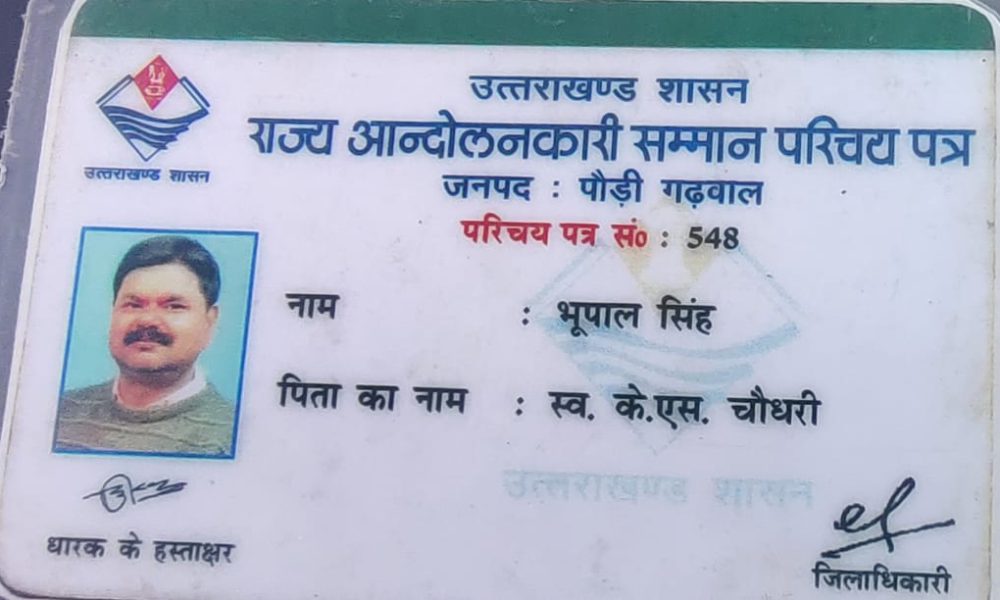 उत्तराखण्ड शासन
राज्य आन्दोलनकारी सम्मान परिचय पत्र
उत्तराखण्ड शासन
जनपद : पौड़ी गढ़वाल
परिचय पत्र सं० : 548
नाम : भूपाल सिंह
पिता का नाम : स्व. के.एस. चौधरी
उत्तराखण्ड शासन
धारक के हस्ताक्षर
जिलाधिकारी